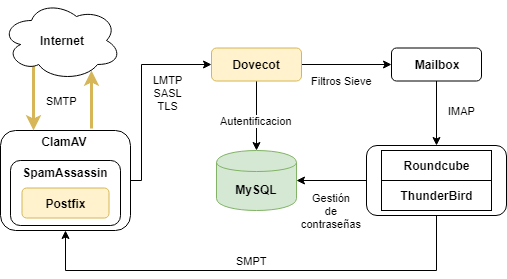 Internet
SMTP
ClamAV
SpamAssassin
Postfix
LMTP
SASL
TLS
Dovecot
Filtros Sieve
Mailbox
Autentificacion
MySQL
IMAP
Roundcube
ThunderBird
Gestión
de
contraseñas
SMPT